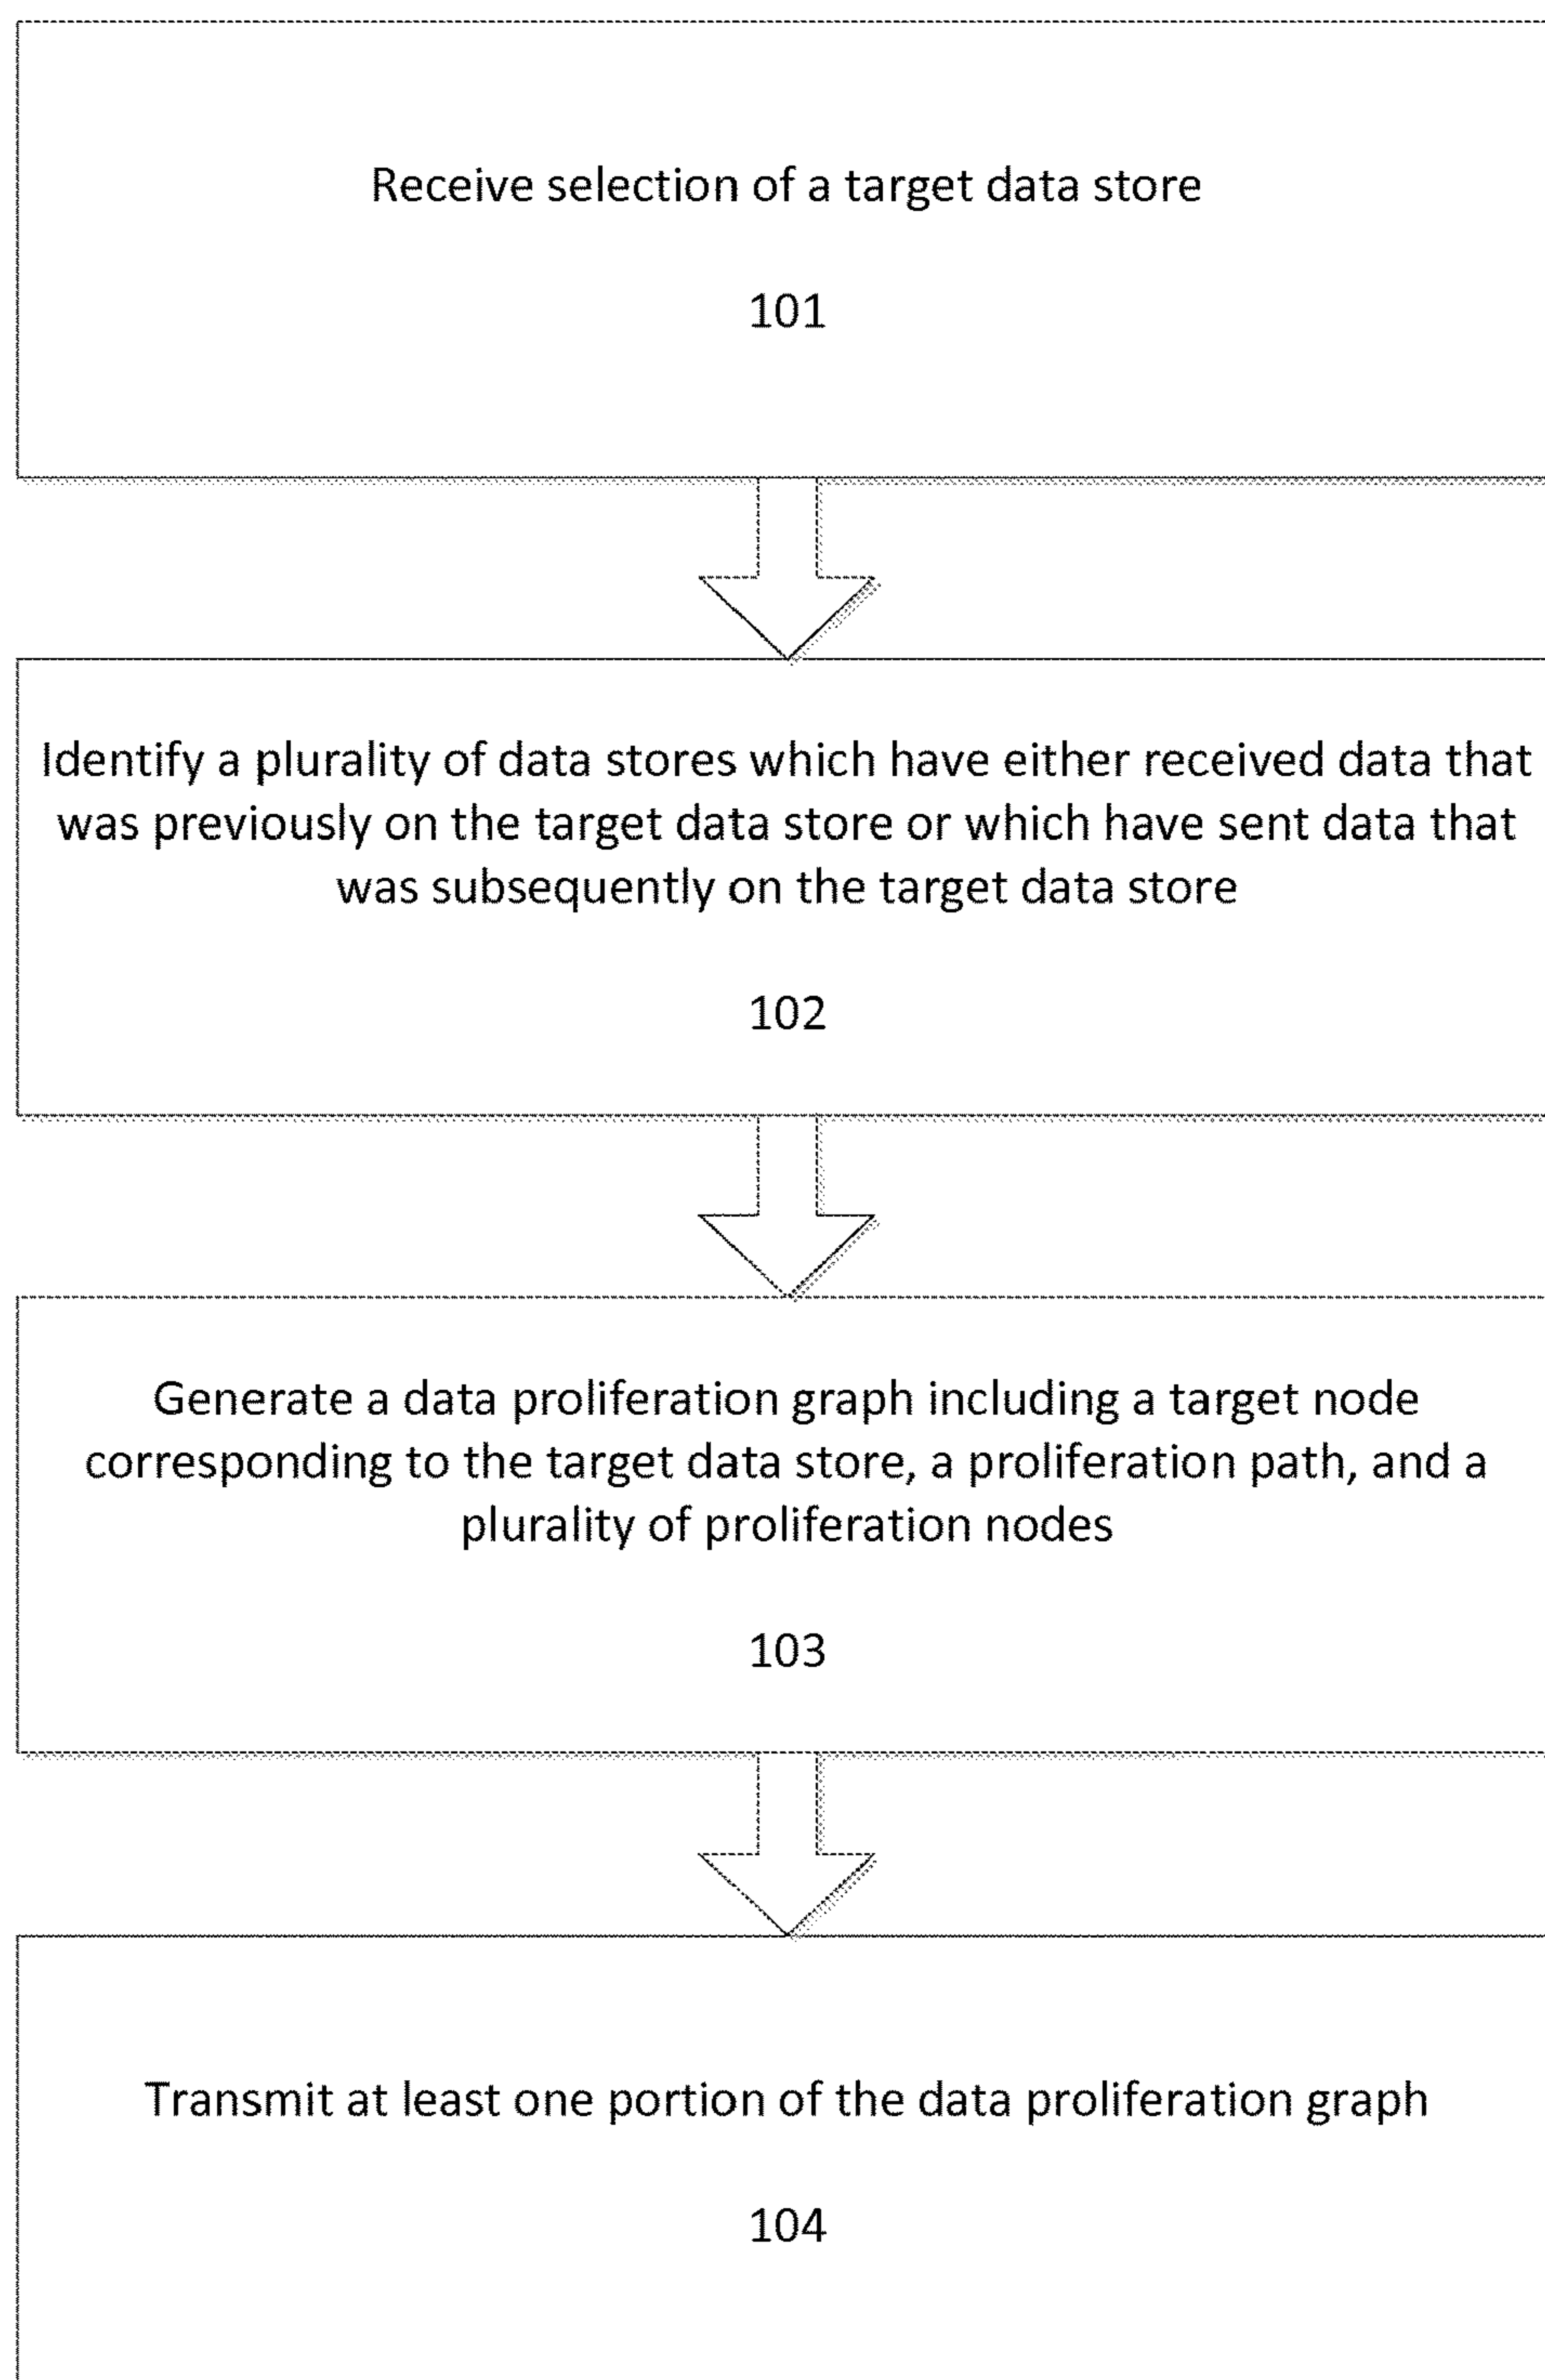 Receive selection of a target data store
101
Identify a plurality of data stores which have either received data that
was previously on the target data store or which have sent data that
was subsequently on the target data store
102
Generate a data proliferation graph including a target node
corresponding to the target data store, a proliferation path, and a
plurality of proliferation nodes
103
Transmit at least one portion of the data proliferation graph
104